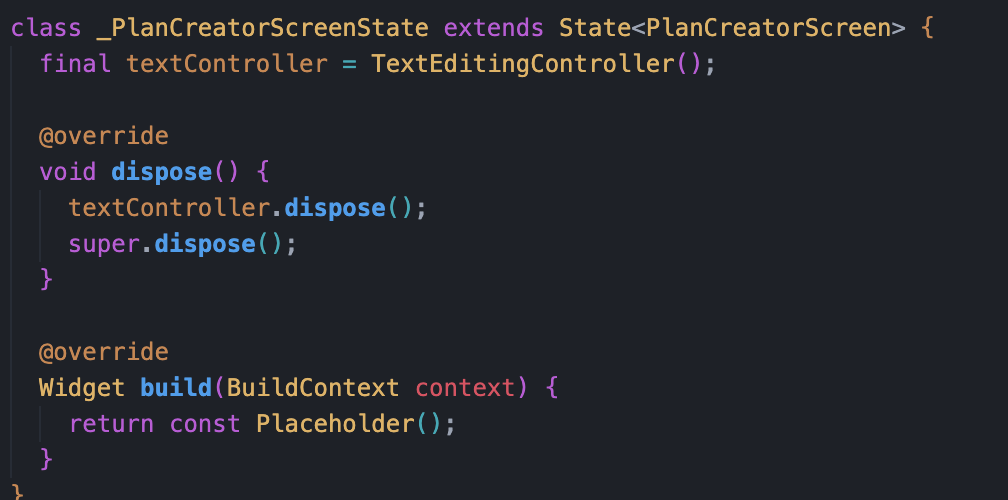 class _PlanCreatorScreenState extends State<PlanCreatorScreen> {
  final textController = TextEditingController();

  @override
  void dispose() {
    textController.dispose();
    super.dispose();
  }

  @override
  Widget build(BuildContext context) {
    return const Placeholder();
  }
}